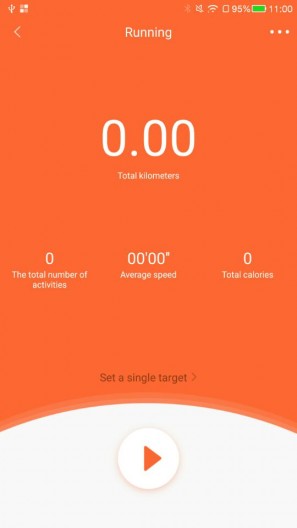 95% 11:00
Running
0.00
Total kilometers
0 00'00" 0
The total number of Average speed Total calories
activities
Set a single target